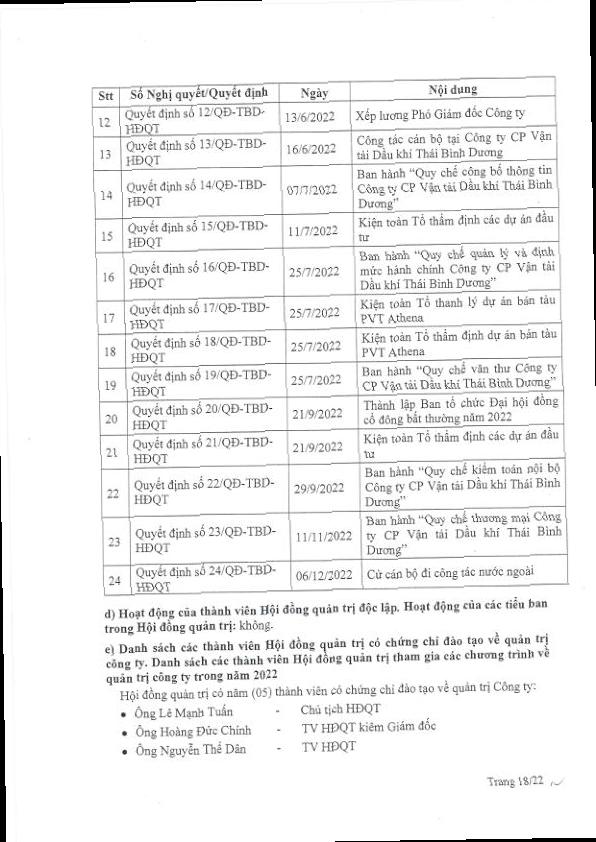 Stt Số Nghị quyết/Quyết định Ngày Nội dung
12 Quyết định số 12/QĐ-TBD-HĐQT 13/6/2022 Xếp lương Phó Giám đốc Công ty
13 Quyết định số 13/QĐ-TBD-HĐQT 16/6/2022 Công tác cán bộ tại Công ty CP Vận
tải Dầu khí Thái Bình Dương
14 Quyết định số 14/QĐ-TBD-HĐQT 07/7/2022 Ban hành “Quy chế công bố thông tin
Công ty CP Vận tải Dầu khí Thái Bình
Dương”
15 Quyết định số 15/QĐ-TBD-HĐQT 11/7/2022 Kiện toàn Tổ thẩm định các dự án đầu
tư
16 Quyết định số 16/QĐ-TBD-HĐQT 25/7/2022 Ban hành “Quy chế quản lý và định
mức hành chính Công ty CP Vận tải
Dầu khí Thái Bình Dương”
17 Quyết định số 17/QĐ-TBD-HĐQT 25/7/2022 Kiện toàn Tổ thanh lý dự án bán tàu
PVT Athena
18 Quyết định số 18/QĐ-TBD-HĐQT 25/7/2022 Kiện toàn Tổ thẩm định dự án bán tàu
PVT Athena
19 Quyết định số 19/QĐ-TBD-HĐQT 25/7/2022 Ban hành “Quy chế văn thư Công ty
CP Vận tải Dầu khí Thái Bình Dương”
20 Quyết định số 20/QĐ-TBD-HĐQT 21/9/2022 Thành lập Ban tổ chức Đại hội đồng
cổ đông bất thường năm 2022
21 Quyết định số 21/QĐ-TBD-HĐQT 21/9/2022 Kiện toàn Tổ thẩm định các dự án đầu
tư
22 Quyết định số 22/QĐ-TBD-HĐQT 29/9/2022 Ban hành “Quy chế kiểm toán nội bộ
Công ty CP Vận tải Dầu khí Thái Bình
Dương”
23 Quyết định số 23/QĐ-TBD-HĐQT 11/11/2022 Ban hành “Quy chế thương mại Công
ty CP Vận tải Dầu khí Thái Bình
Dương”
24 Quyết định số 24/QĐ-TBD-HĐQT 06/12/2022 Cử cán bộ đi công tác nước ngoài
d) Hoạt động của thành viên Hội đồng quản trị độc lập. Hoạt động của các tiểu ban
trong Hội đồng quản trị: không.
e) Danh sách các thành viên Hội đồng quản trị có chứng chỉ đào tạo về quản trị
công ty. Danh sách các thành viên Hội đồng quản trị tham gia các chương trình về
quản trị công ty trong năm 2022
Hội đồng quản trị có năm (05) thành viên có chứng chỉ đào tạo về quản trị Công ty:
• Ông Lê Mạnh Tuấn - Chủ tịch HĐQT
• Ông Hoàng Đức Chính - TV HĐQT kiêm Giám đốc
• Ông Nguyễn Thế Dân - TV HĐQT
Trang 18/22